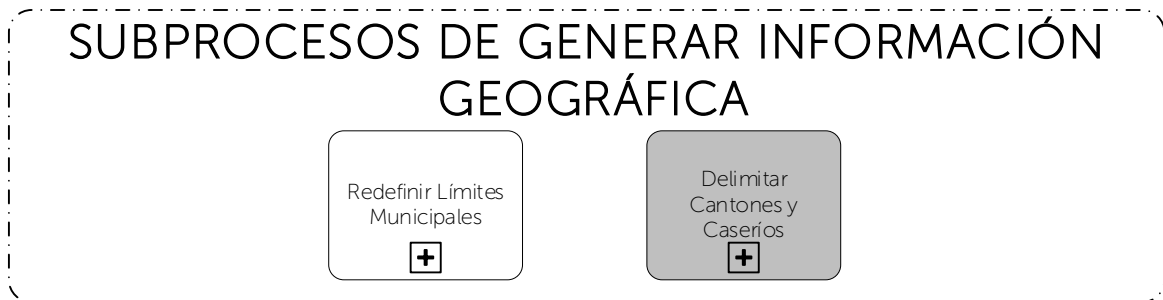 SUBPROCESOS DE GENERAR INFORMACIÓN
GEOGRÁFICA
Redefinir Límites
Municipales
Delimitar
Cantones y
Caseríos